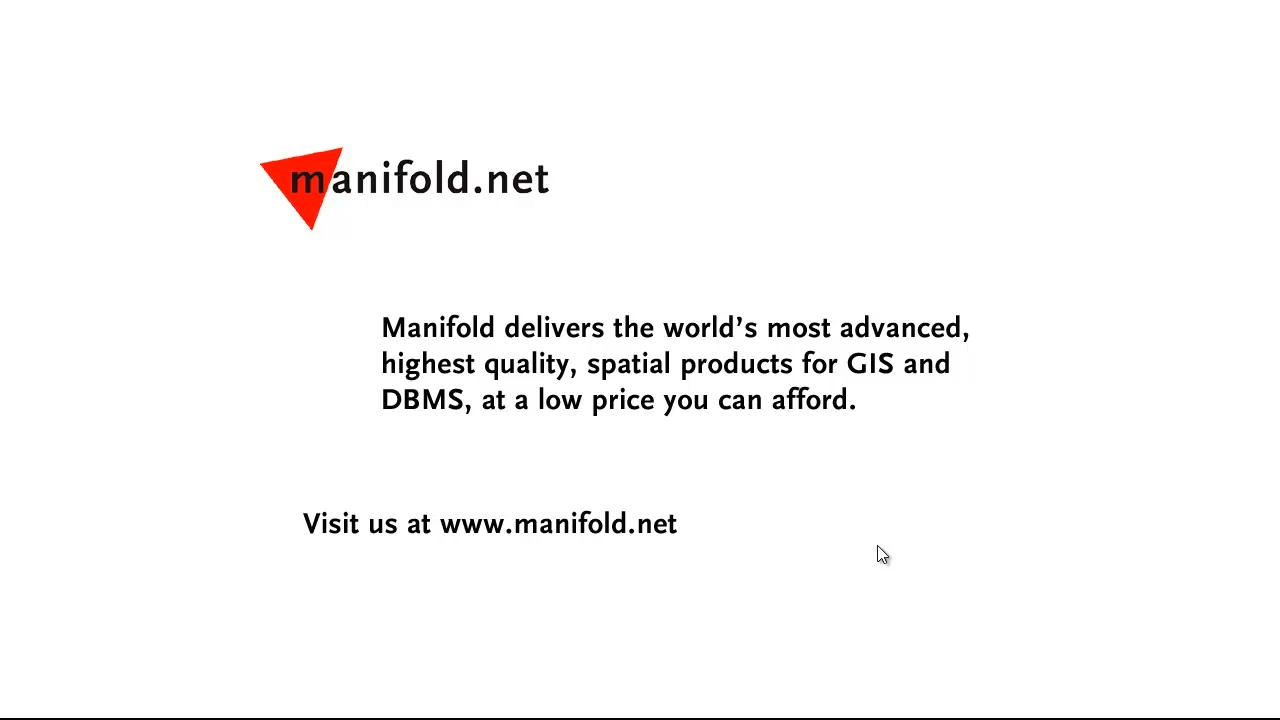 manifold.net
Manifold delivers the world’s most advanced,
highest quality, spatial products for GIS and
DBMS, at a low price you can afford.
Visit us at www.manifold.net